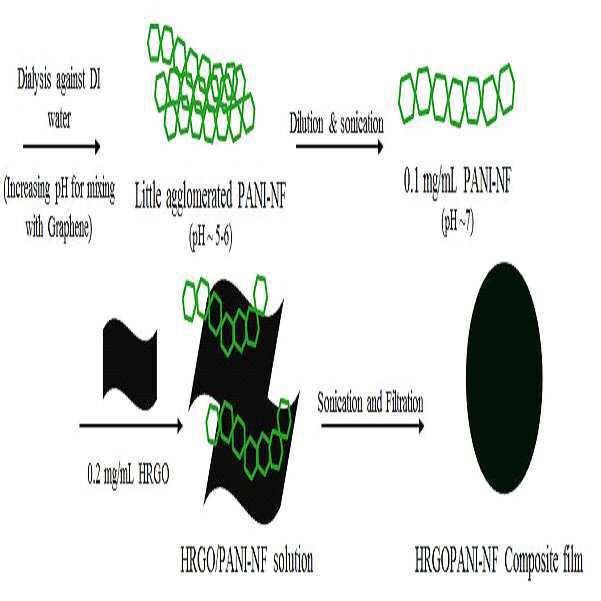 Dialysis against DI
water
(Increasing pH for mixing
with Graphene)
Little agglomerated PANI-NF
(pH ~ 5-6)
Dilution & sonication
0.1 mg/mL PANI-NF
(pH ~7)
0.2 mg/mL HRGO
HRGO/PANI-NF solution
Sonication and Filtration
HRGOPANI-NF Composite film